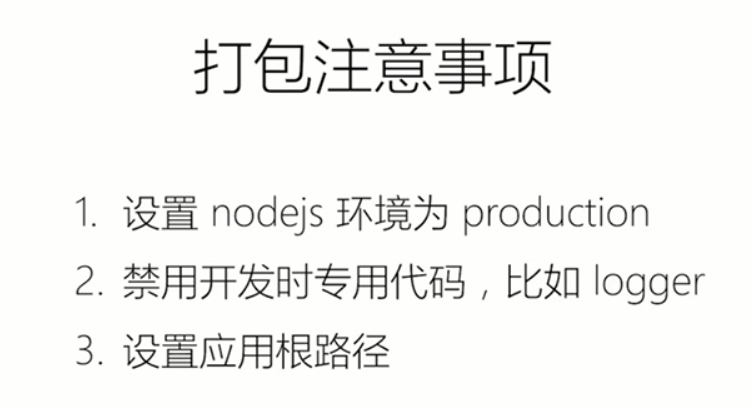 打包注意事项
1. 设置 nodejs 环境为 production
2. 禁用开发时专用代码，比如 logger
3. 设置应用根路径